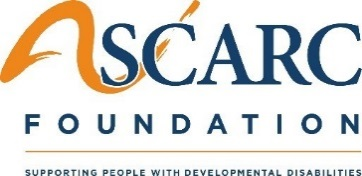 ASCARC
FOUNDATION
SUPPORTING PEOPLE WITH DEVELOPMENTAL DISABILITIES